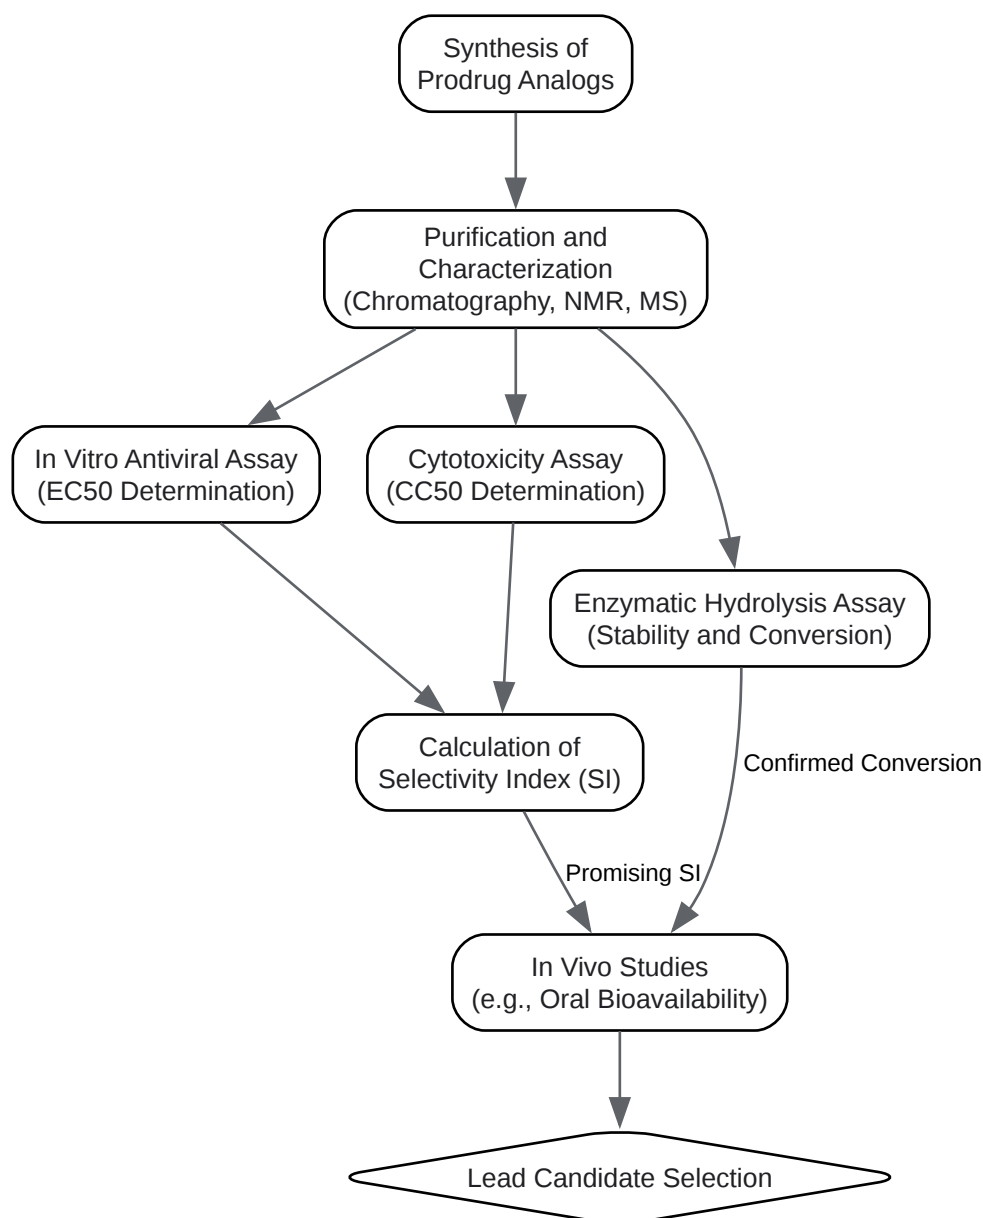 Synthesis of
Prodrug Analogs
Purification and
Characterization
(Chromatography, NMR, MS)
In Vitro Antiviral Assay
(EC50 Determination)
Cytotoxicity Assay
(CC50 Determination)
Enzymatic Hydrolysis Assay
(Stability and Conversion)
Calculation of
Selectivity Index (SI)
Confirmed Conversion
Promising SI
In Vivo Studies
(e.g., Oral Bioavailability)
Lead Candidate Selection